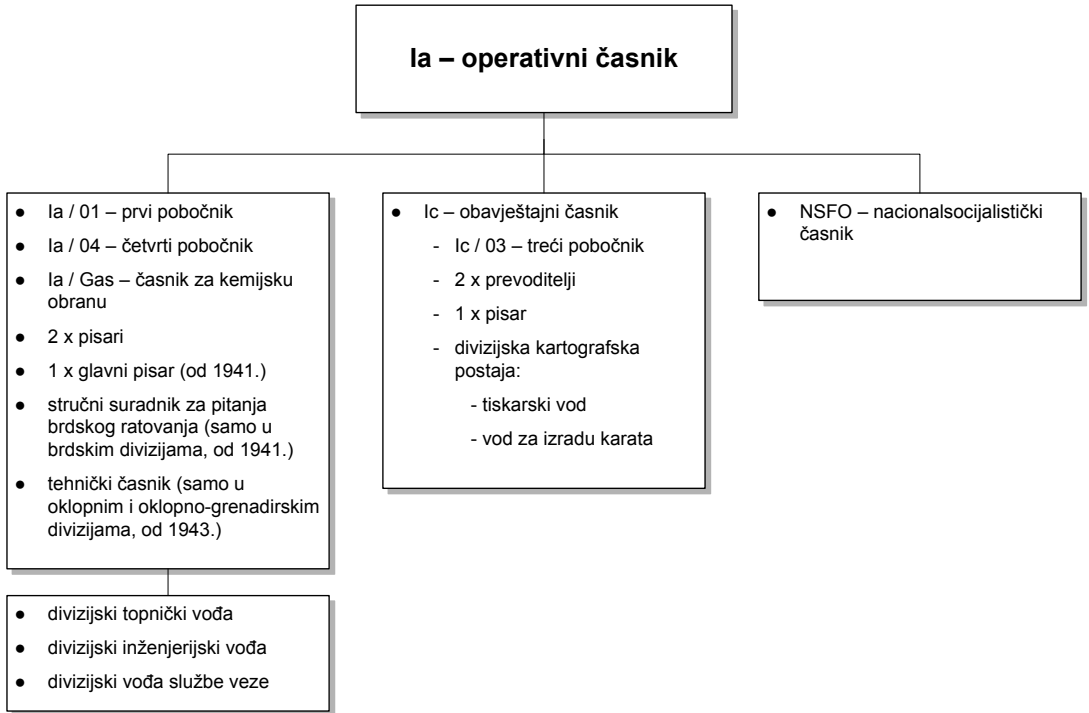 Ia – operativni časnik
● Ia / 01 – prvi pobočnik
● Ia / 04 – četvrti pobočnik
● Ia / Gas – časnik za kemijsku
obranu
● 2 x pisari
● 1 x glavni pisar (od 1941.)
● stručni suradnik za pitanja
brdskog ratovanja (samo u
brdskim divizijama, od 1941.)
● tehnički časnik (samo u
oklopnim i oklopno-grenadirskim
divizijama, od 1943.)
● divizijski topnički vođa
● divizijski inženjerijski vođa
● divizijski vođa službe veze
● Ic – obavještajni časnik
- Ic / 03 – treći pobočnik
- 2 x prevoditelji
- 1 x pisar
- divizijska kartografska
postaja:
- tiskarski vod
- vod za izradu karata
● NSFO – nacionalsocijalistički
časnik